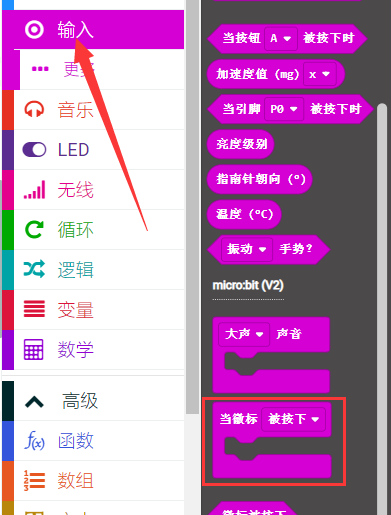 输入
更多
音乐
LED
无线
循环
逻辑
变量
数学
高级
函数
数组
当按钮 A 被按下时
加速度值 (mg) x
当引脚 P0 被按下时
亮度级别
指南针朝向 (°)
温度 (°C)
振动 手势?
micro:bit (V2)
大声 声音
当徽标 被按下